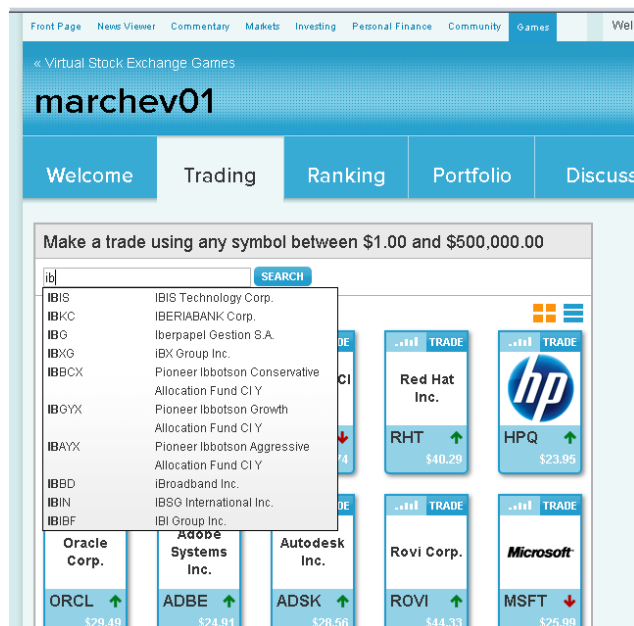 Front Page News Viewer Commentary Markets Investing Personal Finance Community Games Wel
« Virtual Stock Exchange Games
marchev01
Welcome Trading Ranking Portfolio Discuss
Make a trade using any symbol between $1.00 and $500,000.00
ib SEARCH
IBIS IBIS Technology Corp.
IBKC IBERIABANK Corp.
IBG Iberpapel Gestion S.A.
IBXG iBX Group Inc.
IBBCX Pioneer Ibbotson Conservative
Allocation Fund Cl Y
IBGYX Pioneer Ibbotson Growth
Allocation Fund Cl Y
IBAYX Pioneer Ibbotson Aggressive
Allocation Fund Cl Y
IBBD iBroadband Inc.
IBIN IBSG International Inc.
IBIBF IBI Group Inc.
DE TRADE TRADE
CI Red Hat
Inc.
hp
RHT HPQ
74 $40.29 $23.95
DE TRADE TRADE
Oracle
Corp.
Adobe
Systems
Inc.
Autodesk
Inc.
Rovi Corp.
Microsoft
ORCL ADBE ADSK ROVI MSFT
$29.49 $24.91 $28.56 $44.33 $25.99